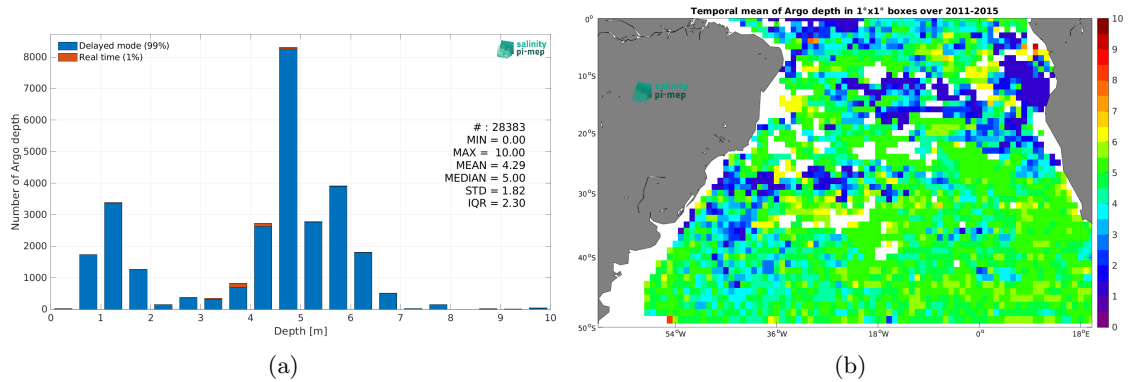 Delayed mode (99%)
Real time (1%)
salinity
pi-mep
# : 28383
MIN = 0.00
MAX = 10.00
MEAN = 4.29
MEDIAN = 5.00
STD = 1.82
IQR = 2.30
Number of Argo depth
8000
7000
6000
5000
4000
3000
2000
1000
0
0 1 2 3 4 5 6 7 8 9 10
Depth [m]
(a)
Temporal mean of Argo depth in 1°x1° boxes over 2011-2015
salinity
pi-mep
0°
10°S
20°S
30°S
40°S
50°S
54°W 36°W 18°W 0° 18°E
10
9
8
7
6
5
4
3
2
1
0
(b)